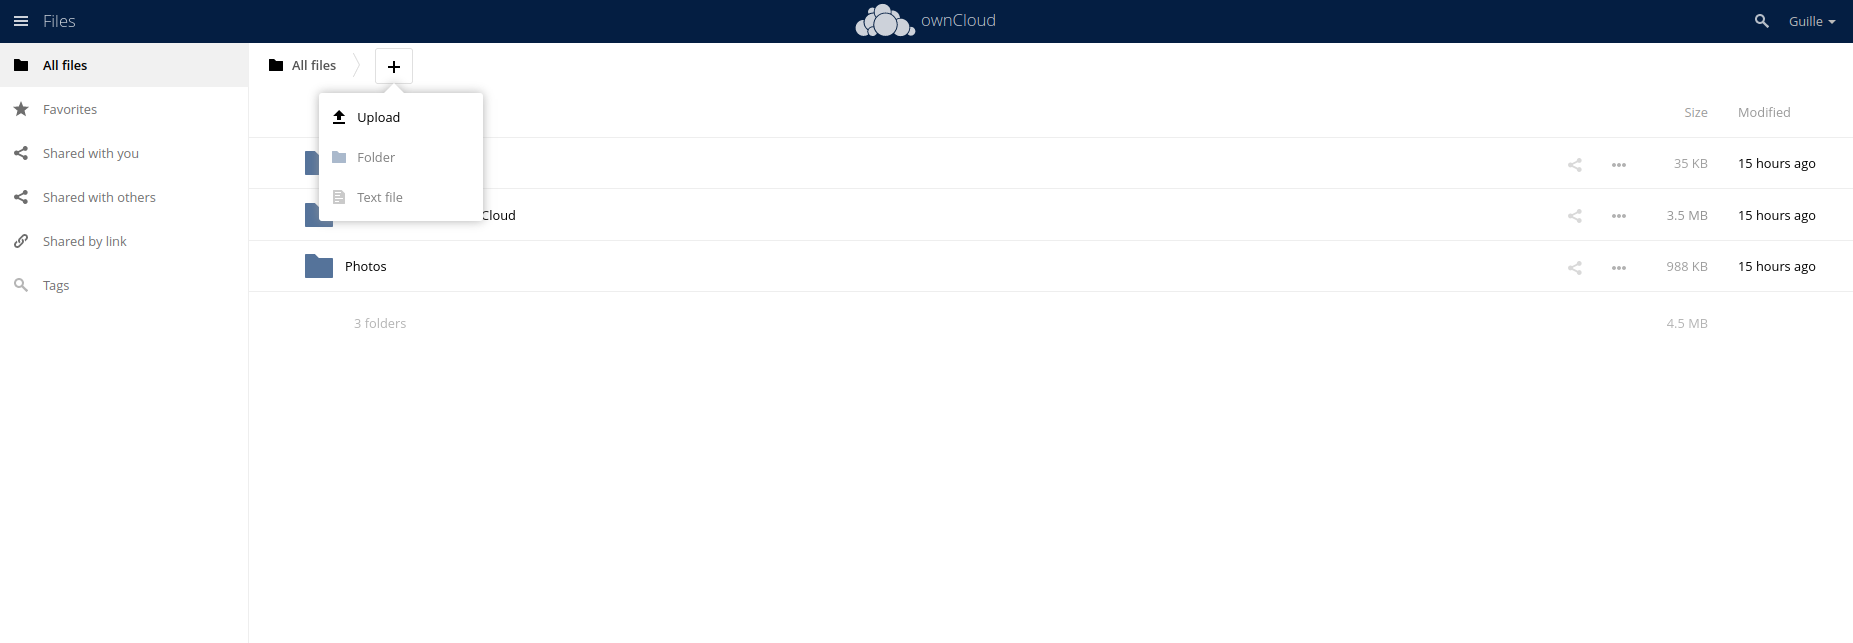 Files
ownCloud
Guille
All files
Favorites
Shared with you
Shared with others
Shared by link
Tags
All files
+
Upload
Folder
Text file
Size Modified
35 KB 15 hours ago
Cloud 3.5 MB 15 hours ago
Photos 988 KB 15 hours ago
3 folders 4.5 MB